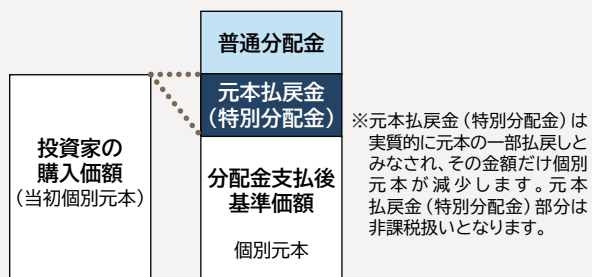 普通分配金
元本払戻金
(特別分配金)
投資家の
購入価額
(当初個別元本)
分配金支払後
基準価額
個別元本
※元本払戻金(特別分配金)は
実質的に元本の一部払戻しと
みなされ、その金額だけ個別
元本が減少します。元本
払戻金(特別分配金)部分は
非課税扱いとなります。